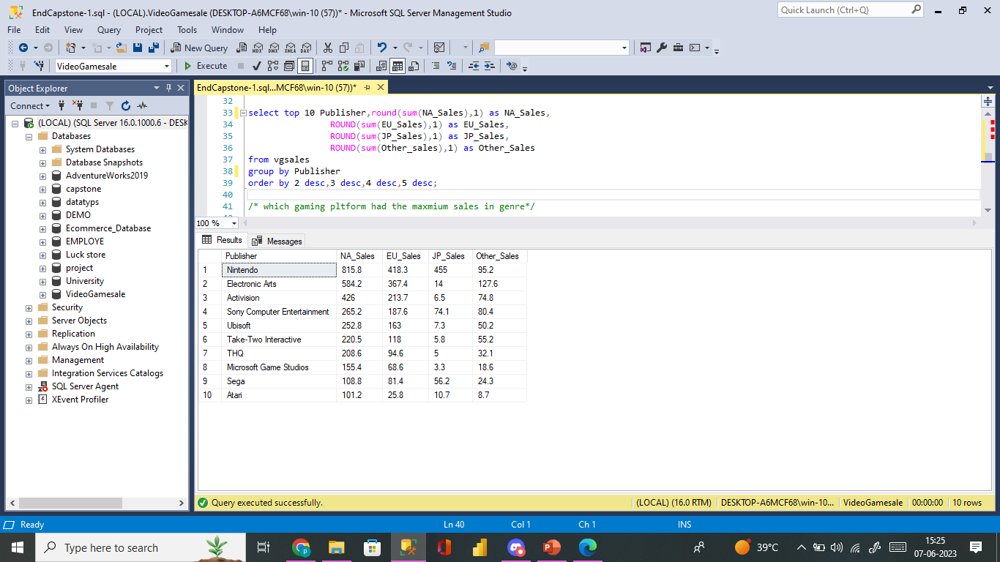 EndCapstone-1.sql - (LOCAL).VideoGamesale (DESKTOP-A6MCF68\win-10 (57))* - Microsoft SQL Server Management Studio
Quick Launch (Ctrl+Q)
File Edit View Query Project Tools Window Help
New Query MDX DMX XMLA DAX
VideoGamesale Execute
Object Explorer
EndCapstone-1.sql...MCF68\win-10 (57))*
Connect
(LOCAL) (SQL Server 16.0.1000.6 - DESK
Databases
System Databases
Database Snapshots
AdventureWorks2019
capstone
datatyps
DEMO
Ecommerce_Database
EMPLOYE
Luck store
project
University
VideoGamesale
Security
Server Objects
Replication
Always On High Availability
Management
Integration Services Catalogs
SQL Server Agent
XEvent Profiler
32
33 select top 10 Publisher,round(sum(NA_Sales),1) as NA_Sales,
34 ROUND(sum(EU_Sales),1) as EU_Sales,
35 ROUND(sum(JP_Sales),1) as JP_Sales,
36 ROUND(sum(Other_sales),1) as Other_Sales
37 from vgsales
38 group by Publisher
39 order by 2 desc,3 desc,4 desc,5 desc;
40
41 /* which gaming pltform had the maxmium sales in genre*/
100 %
Results Messages
Publisher NA_Sales EU_Sales JP_Sales Other_Sales
1 Nintendo 815.8 418.3 455 95.2
2 Electronic Arts 584.2 367.4 14 127.6
3 Activision 426 213.7 6.5 74.8
4 Sony Computer Entertainment 265.2 187.6 74.1 80.4
5 Ubisoft 252.8 163 7.3 50.2
6 Take-Two Interactive 220.5 118 5.8 55.2
7 THQ 208.6 94.6 5 32.1
8 Microsoft Game Studios 155.4 68.6 3.3 18.6
9 Sega 108.8 81.4 56.2 24.3
10 Atari 101.2 25.8 10.7 8.7
Query executed successfully. (LOCAL) (16.0 RTM) DESKTOP-A6MCF68\win-10... VideoGamesale 00:00:00 10 rows
Ready Ln 40 Col 1 Ch 1 INS
Type here to search 39°C 15:25
07-06-2023